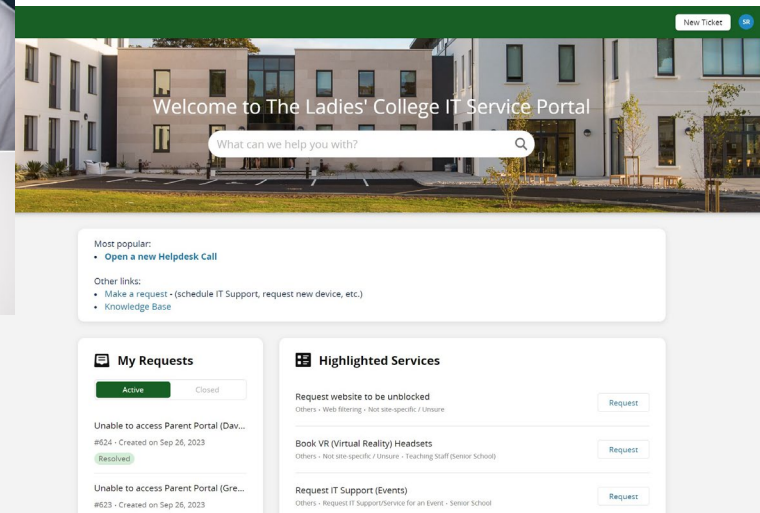 New Ticket
SR
Welcome to The Ladies' College IT Service Portal
What can we help you with?
Most popular:
• Open a new Helpdesk Call
Other links:
• Make a request - (schedule IT Support, request new device, etc.)
• Knowledge Base
My Requests
Active Closed
Unable to access Parent Portal (Dav...
#624 • Created on Sep 26, 2023
Resolved
Unable to access Parent Portal (Gre...
#623 • Created on Sep 26, 2023
Highlighted Services
Request website to be unblocked
Others • Web filtering • Not site-specific / Unsure
Request
Book VR (Virtual Reality) Headsets
Others • Not site-specific / Unsure • Teaching Staff (Senior School)
Request
Request IT Support (Events)
Others • Request IT Support/Service for an Event • Senior School
Request